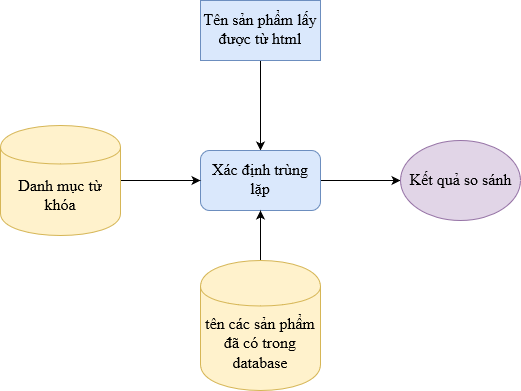 Tên sản phẩm lấy
được từ html
Danh mục từ
khóa
Xác định trùng
lặp
Kết quả so sánh
tên các sản phẩm
đã có trong
database